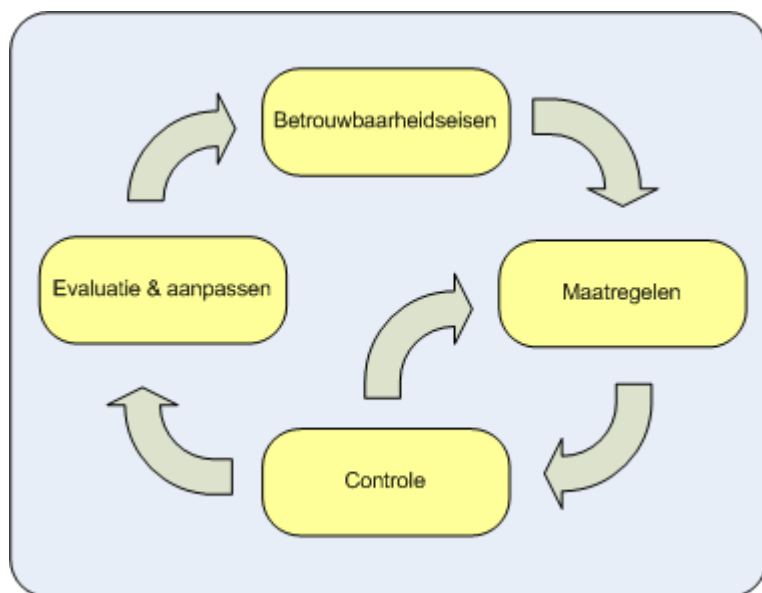 Betrouwbaarheidseisen
Evaluatie & aanpassen
Maatregelen
Controle